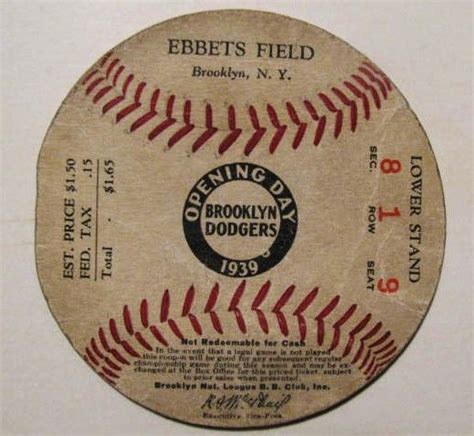 EBBETS FIELD
Brooklyn, N. Y.
OPENING DAY
BROOKLYN
DODGERS
1939
EST. PRICE $1.50
FED. TAX .15
Total - $1.65
LOWER STAND
8 1 9
SEC. ROW SEAT
Not Redeemable for Cash
In the event that a legal game is not played
this coupon will be good for any subsequent regular
championship game during this season and may be ex-
changed at the Box Office for this priced ticket, subject
to prior sales when presented.
Brooklyn Nat. League B. B. Club, Inc.
Executive Vice-Pres.